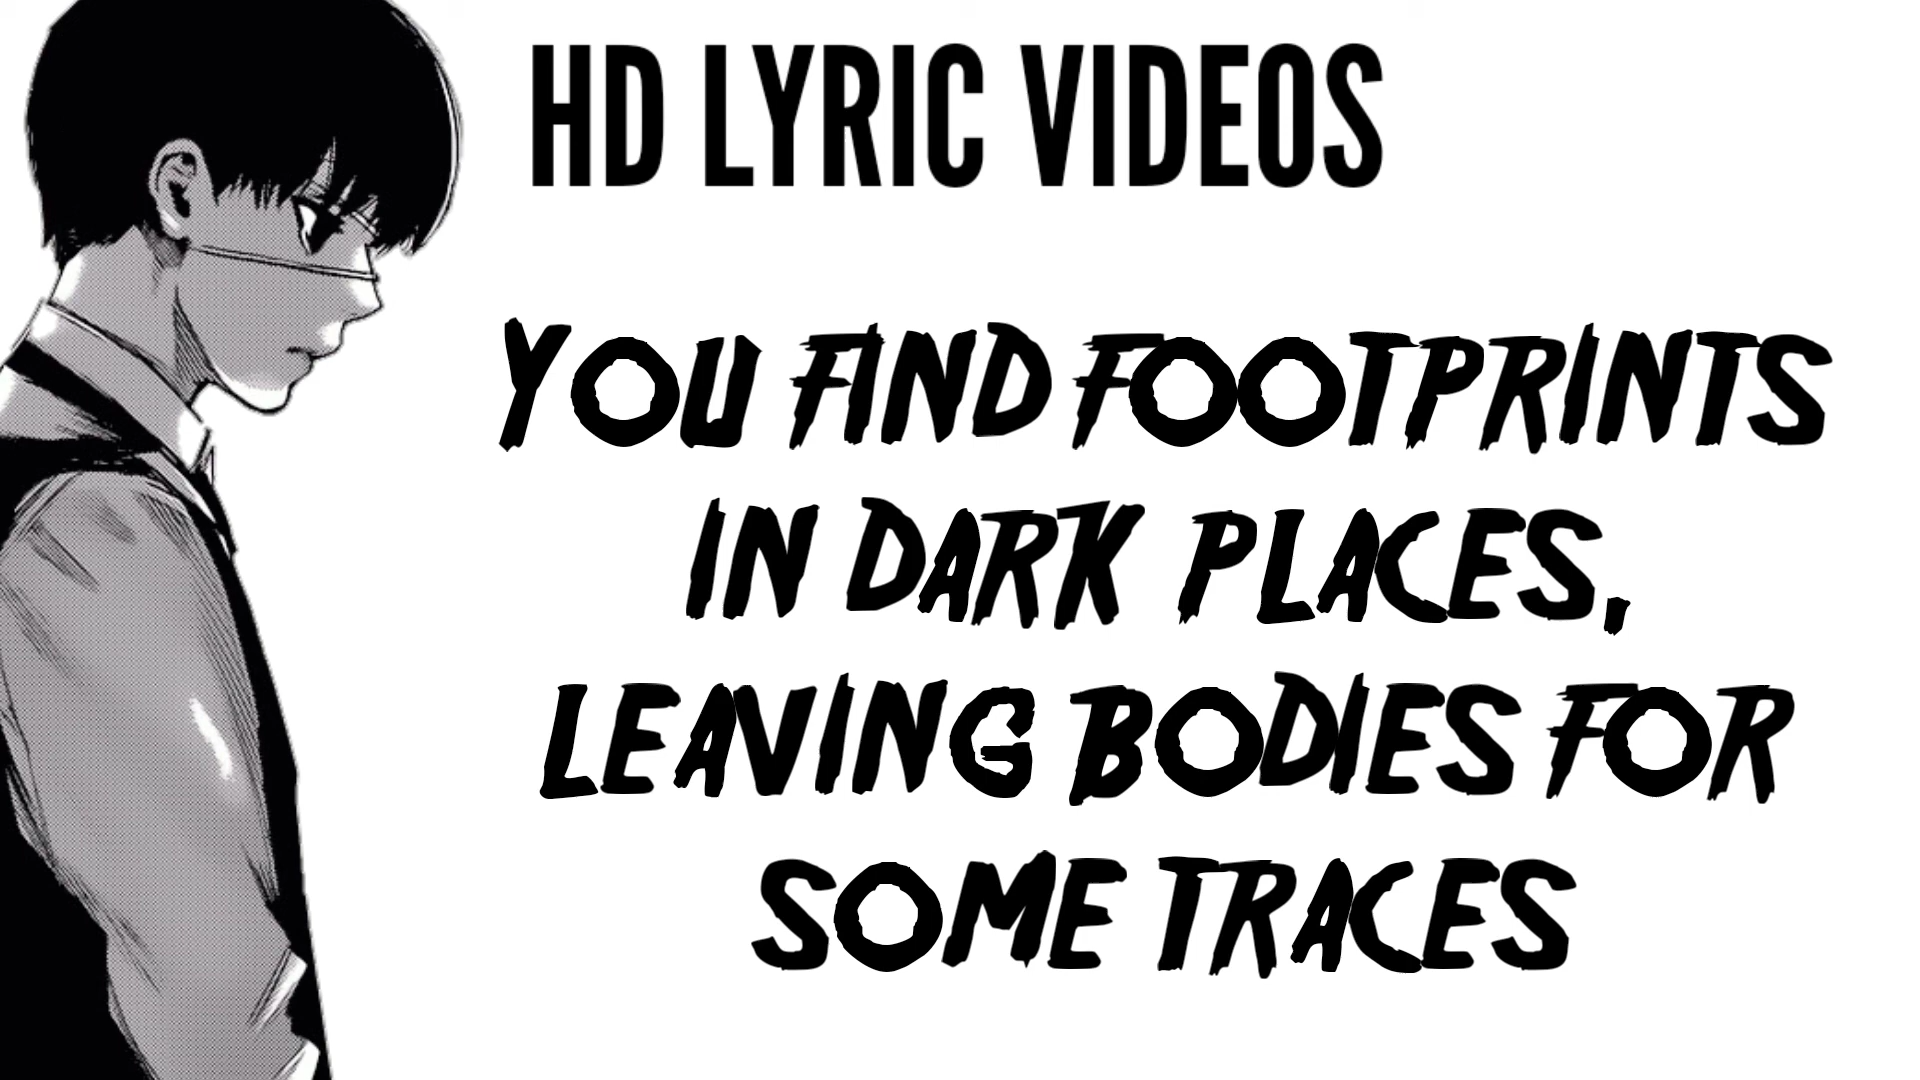 HD LYRIC VIDEOS
YOU FIND FOOTPRINTS
IN DARK PLACES,
LEAVING BODIES FOR
SOME TRACES